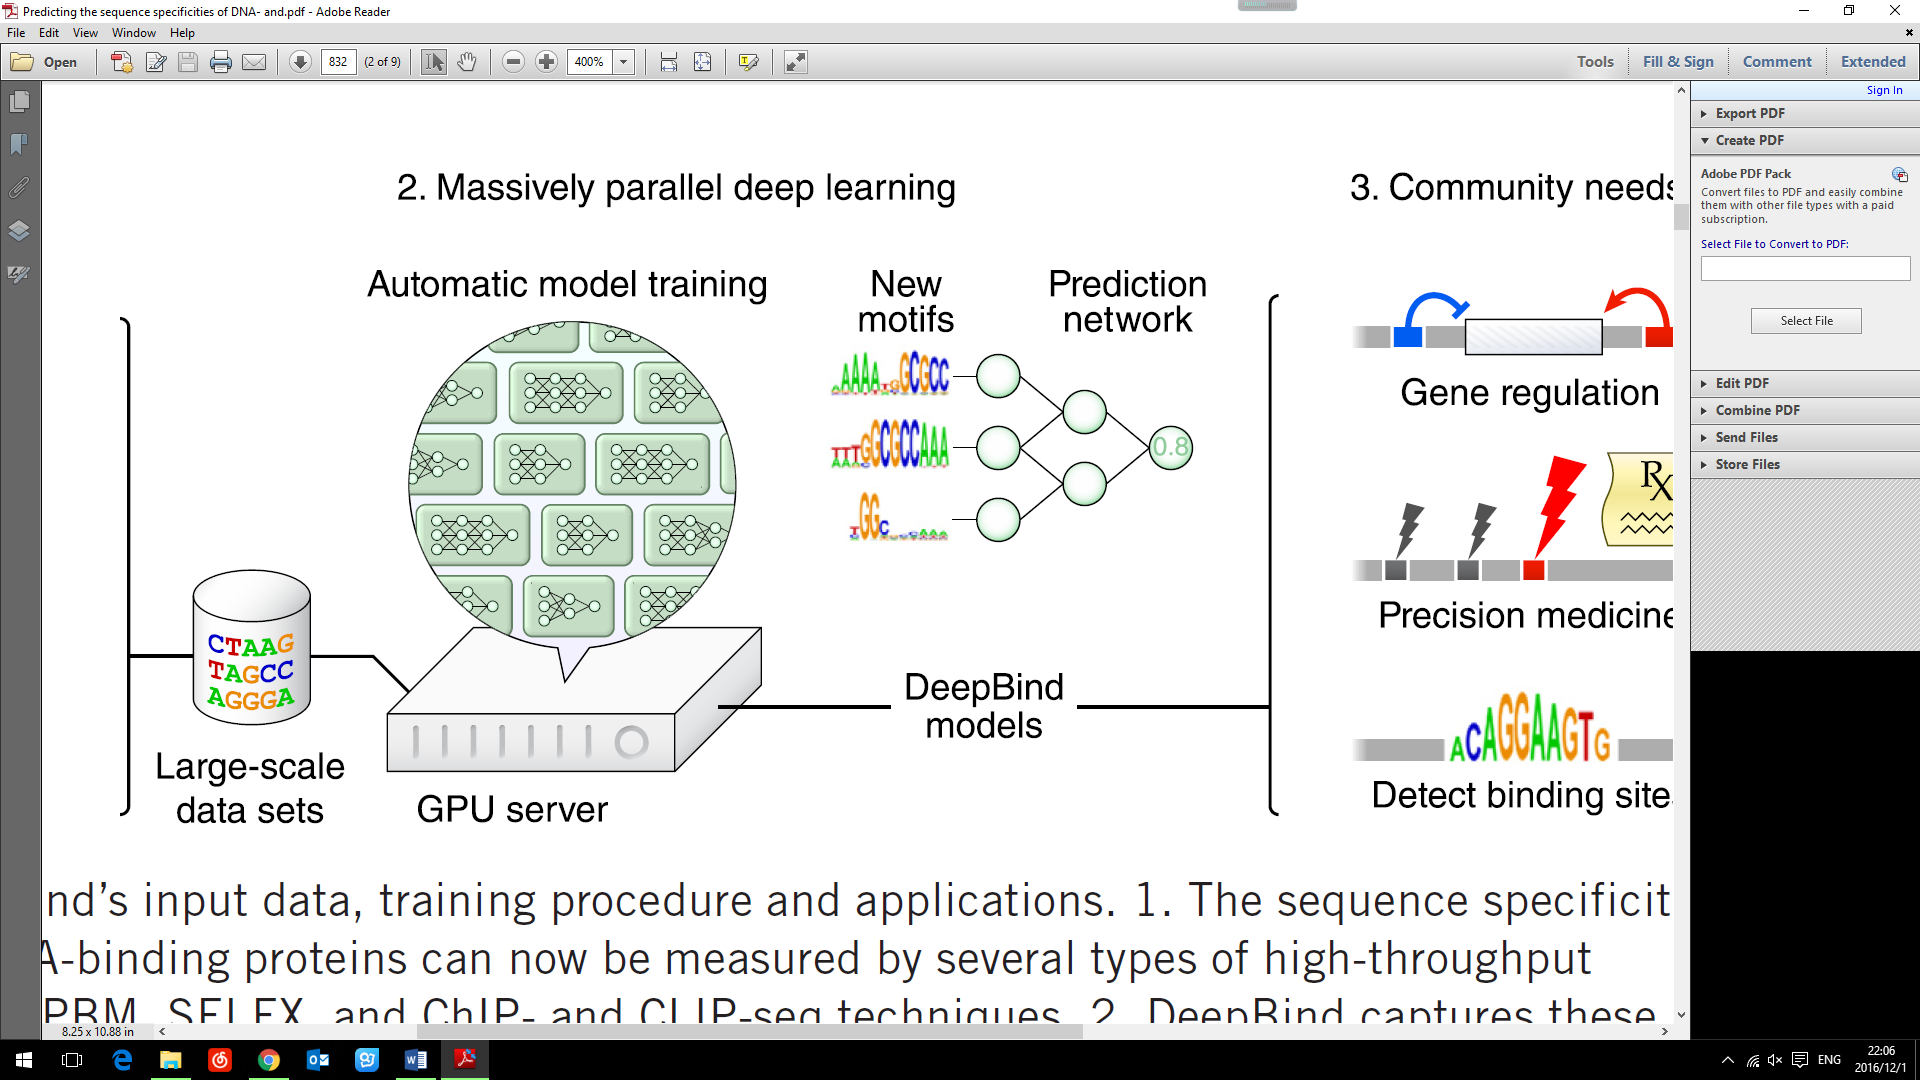 Predicting the sequence specificities of DNA- and.pdf - Adobe Reader
File Edit View Window Help
Open 832 (2 of 9) 400% Tools Fill & Sign Comment Extended
Sign In
Export PDF
Create PDF
Adobe PDF Pack
Convert files to PDF and easily combine
them with other file types with a paid
subscription.
Select File to Convert to PDF:
Select File
Edit PDF
Combine PDF
Send Files
Store Files
2. Massively parallel deep learning
Automatic model training
New
motifs
Prediction
network
0.8
CTAAG
TAGCC
AGGGA
Large-scale
data sets
GPU server
DeepBind
models
3. Community needs
Gene regulation
Rx
Precision medicine
ACAGGAAGTG
Detect binding site
nd's input data, training procedure and applications. 1. The sequence specificit
A-binding proteins can now be measured by several types of high-throughput
PBM, SELEX, and ChIP- and CLIP-seq techniques. 2. DeepBind captures these
8.25 x 10.88 in
ENG
22:06
2016/12/1